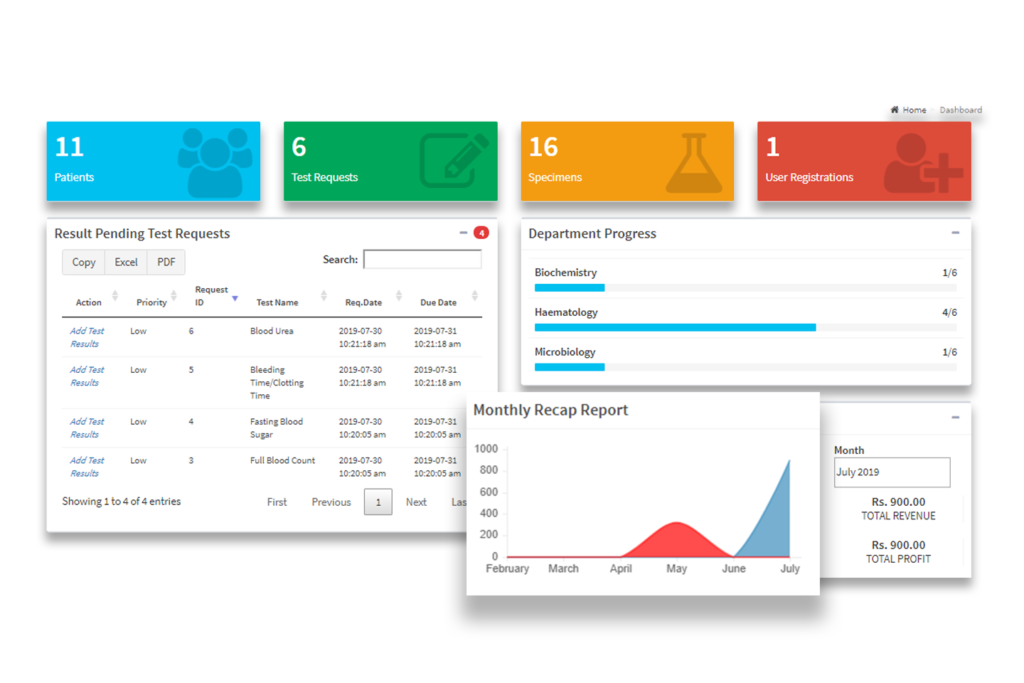 Home Dashboard
11
Patients
6
Test Requests
16
Specimens
1
User Registrations
Result Pending Test Requests
4
Copy Excel PDF
Search:
Action Priority Request ID Test Name Req.Date Due Date
Add Test Results Low 6 Blood Urea 2019-07-30 10:21:18 am 2019-07-31 10:21:18 am
Add Test Results Low 5 Bleeding Time/Clotting Time 2019-07-30 10:21:18 am 2019-07-31 10:21:18 am
Add Test Results Low 4 Fasting Blood Sugar 2019-07-30 10:20:05 am 2019-07-31 10:20:05 am
Add Test Results Low 3 Full Blood Count 2019-07-30 10:20:05 am 2019-07-31 10:20:05 am
Showing 1 to 4 of 4 entries
First Previous 1 Next Las
Department Progress
Biochemistry 1/6
Haematology 4/6
Microbiology 1/6
Monthly Recap Report
1000
800
600
400
200
0
February March April May June July
Month
July 2019
Rs. 900.00
TOTAL REVENUE
Rs. 900.00
TOTAL PROFIT